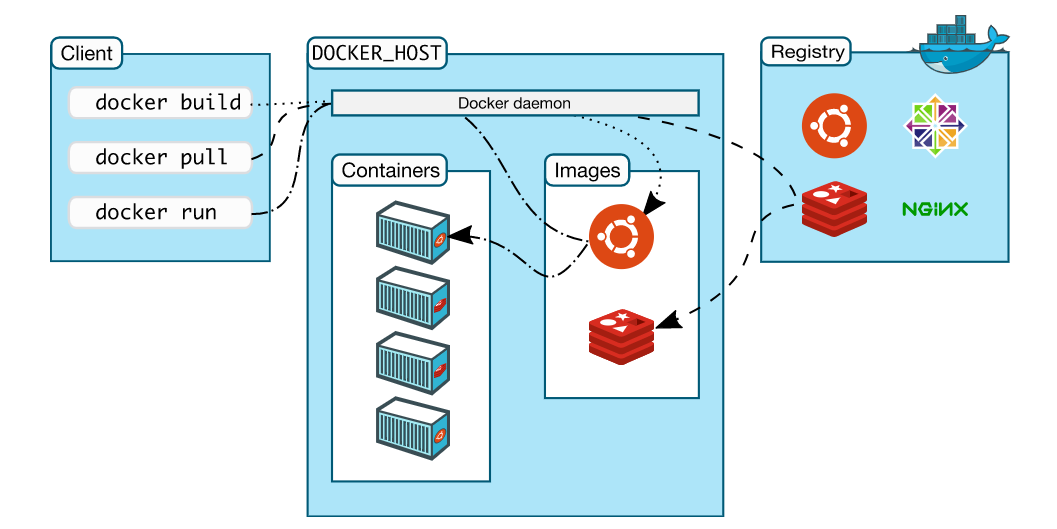 Client
docker build
docker pull
docker run
DOCKER_HOST
Docker daemon
Containers
Images
Registry
NGiNX